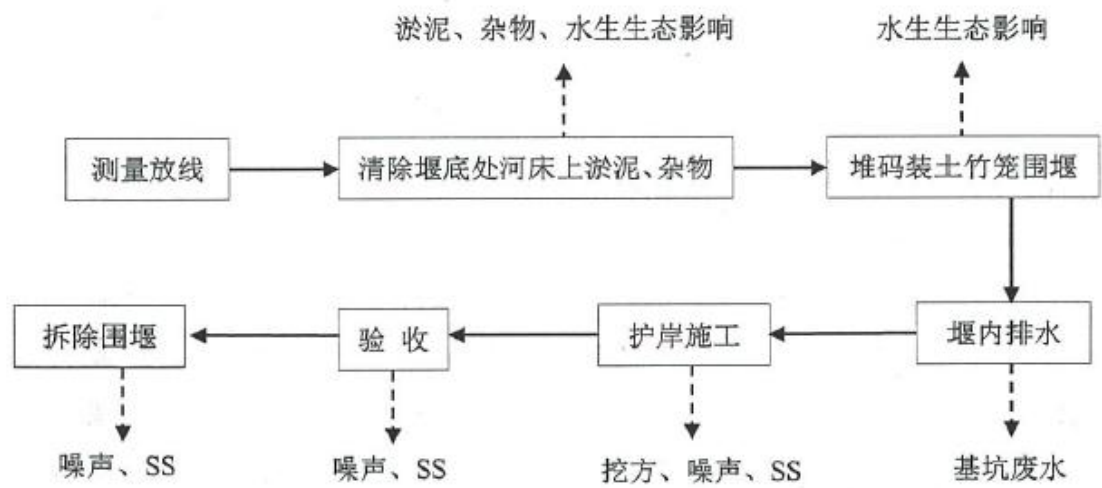 淤泥、杂物、水生生态影响
水生生态影响
测量放线
清除堰底处河床上淤泥、杂物
堆码装土竹笼围堰
拆除围堰
验 收
护岸施工
堰内排水
噪声、SS
噪声、SS
挖方、噪声、SS
基坑废水